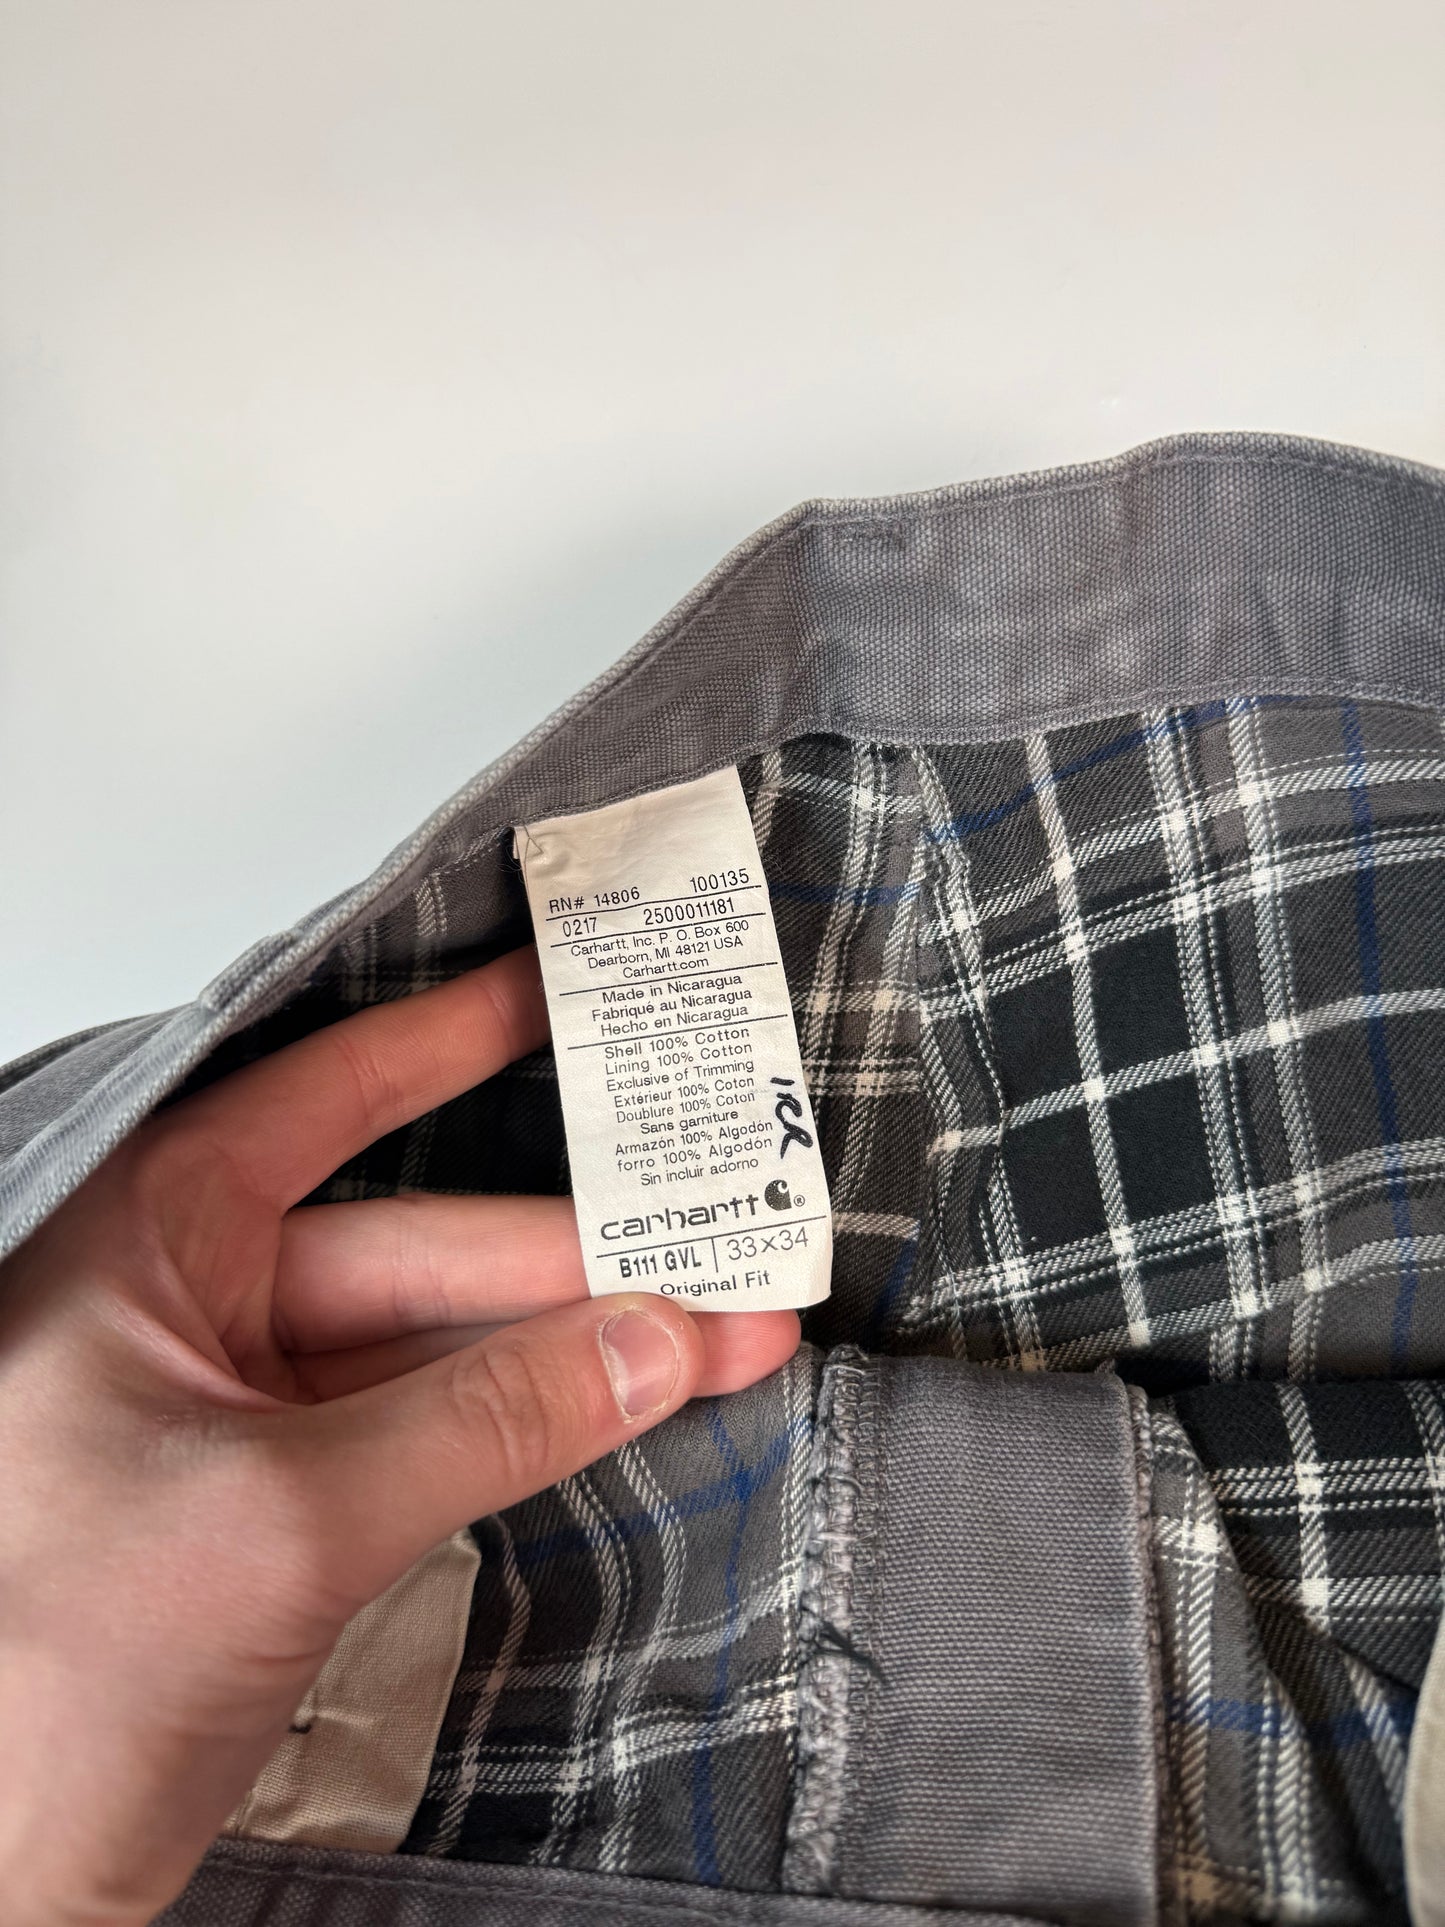 RN# 14806 100135
0217 2500011181
Carhartt, Inc. P. O. Box 600
Dearborn, MI 48121 USA
Carhartt.com
Made in Nicaragua
Fabriqué au Nicaragua
Hecho en Nicaragua
Shell 100% Cotton
Lining 100% Cotton
Exclusive of Trimming
Extérieur 100% Coton
Doublure 100% Coton
Sans garniture
Armazón 100% Algodón
forro 100% Algodón
Sin incluir adorno
carhartt ®
B111 GVL | 33×34
Original Fit